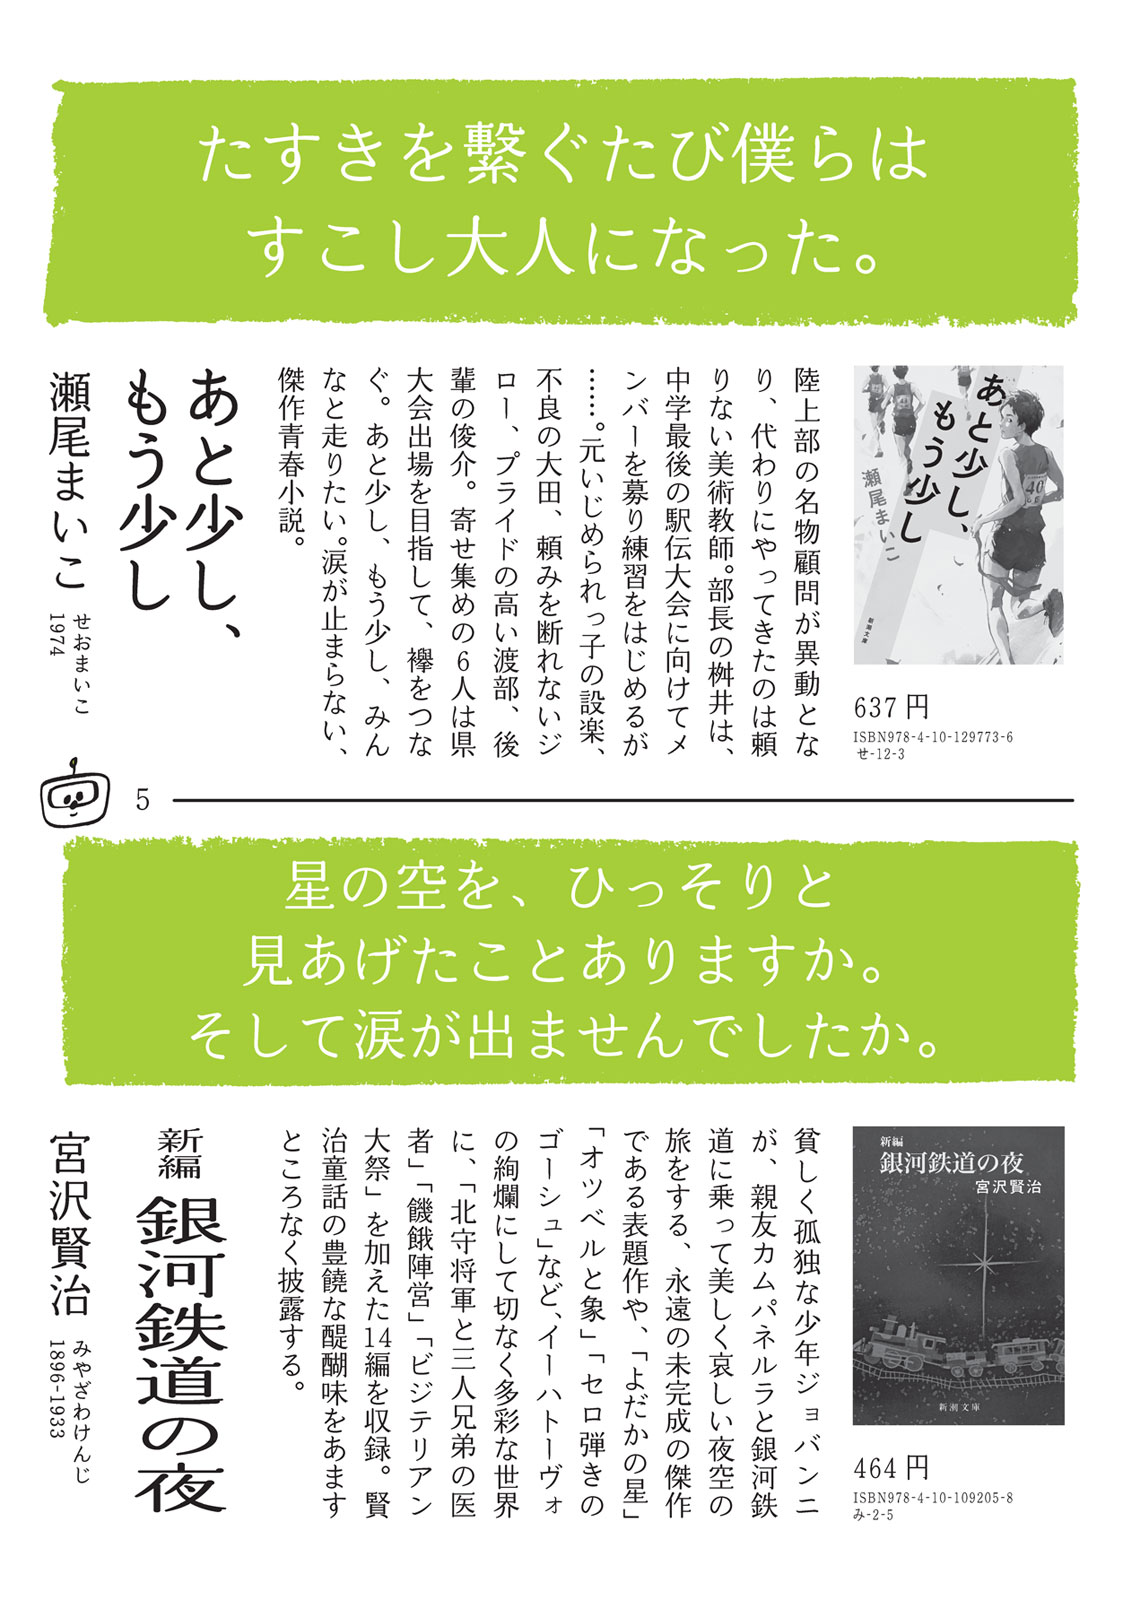 たすきを繫ぐたび僕らは
すこし大人になった。
あと少し、
もう少し
瀬尾まいこ
新潮文庫
40
637円
ISBN978-4-10-129773-6
せ-12-3
陸上部の名物顧問が異動とな
り、代わりにやってきたのは頼
りない美術教師。部長の桝井は、
中学最後の駅伝大会に向けてメ
ンバーを募り練習をはじめるが
……。元いじめられっ子の設楽、
不良の大田、頼みを断れないジ
ロー、プライドの高い渡部、後
輩の俊介。寄せ集めの6人は県
大会出場を目指して、襷をつな
ぐ。あと少し、もう少し、みん
なと走りたい。涙が止まらない、
傑作青春小説。
あと少し、
もう少し
瀬尾まいこ
せおまいこ
1974
5
星の空を、ひっそりと
見あげたことありますか。
そして涙が出ませんでしたか。
新編
銀河鉄道の夜
宮沢賢治
新潮文庫
464円
ISBN978-4-10-109205-8
み-2-5
貧しく孤独な少年ジョバンニ
が、親友カムパネルラと銀河鉄
道に乗って美しく哀しい夜空の
旅をする、永遠の未完成の傑作
である表題作や、「よだかの星」
「オツベルと象」「セロ弾きの
ゴーシュ」など、イーハトーヴォ
の絢爛にして切なく多彩な世界
に、「北守将軍と三人兄弟の医
者」「饑餓陣営」「ビジテリアン
大祭」を加えた14編を収録。賢
治童話の豊饒な醍醐味をあます
ところなく披露する。
新編
銀河鉄道の夜
宮沢賢治
みやざわけんじ
1896-1933